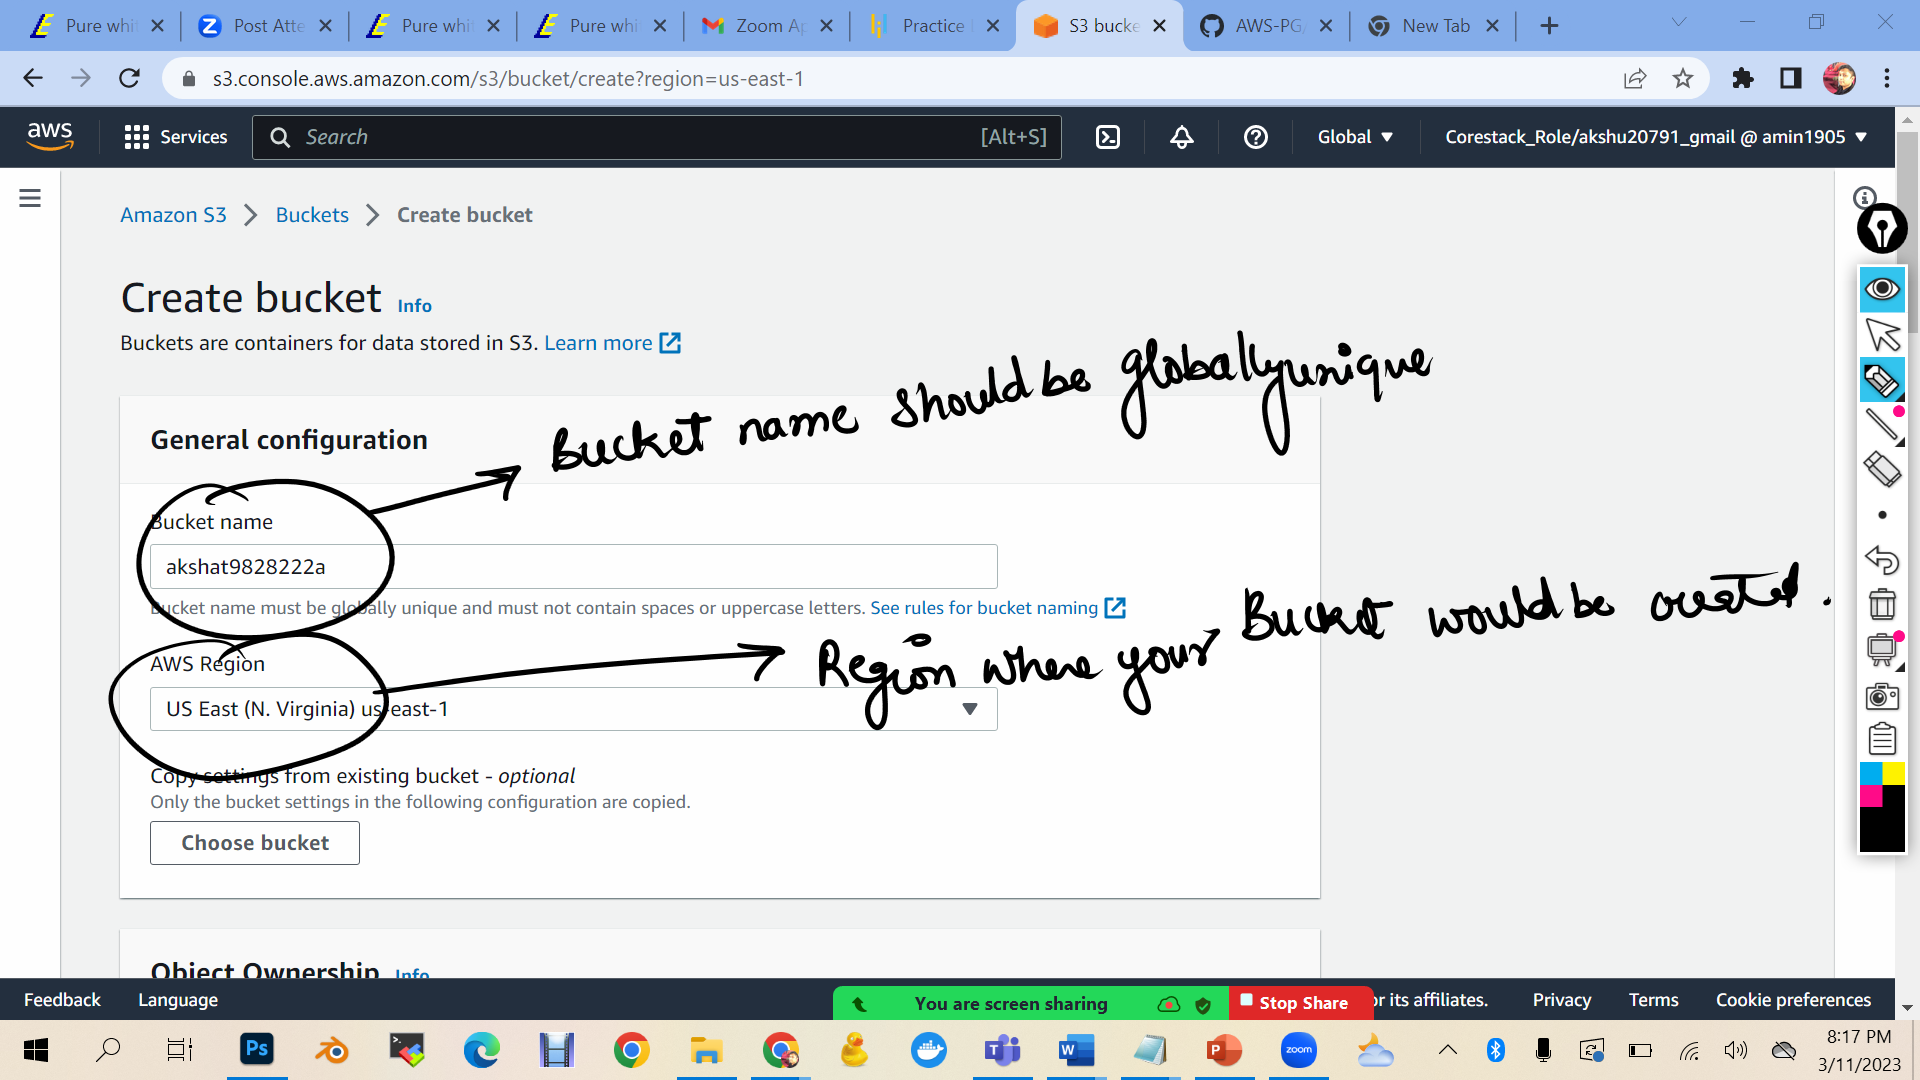 Pure whi
Post Atte
Pure whi
Pure whi
Zoom Ap
Practice
S3 bucke
AWS-PG/
New Tab
s3.console.aws.amazon.com/s3/bucket/create?region=us-east-1
aws
Services
Search
[Alt+S]
Global
Corestack_Role/akshu20791_gmail @ amin1905
Amazon S3 > Buckets > Create bucket
Create bucket Info
Buckets are containers for data stored in S3. Learn more
Bucket name should be globally unique
General configuration
Bucket name
akshat9828222a
Bucket name must be globally unique and must not contain spaces or uppercase letters. See rules for bucket naming
Region where your Bucket would be created.
AWS Region
US East (N. Virginia) us-east-1
Copy settings from existing bucket - optional
Only the bucket settings in the following configuration are copied.
Choose bucket
Object Ownership Info
Feedback
Language
You are screen sharing
Stop Share
or its affiliates.
Privacy
Terms
Cookie preferences
Ps
W
P
zoom
8:17 PM
3/11/2023